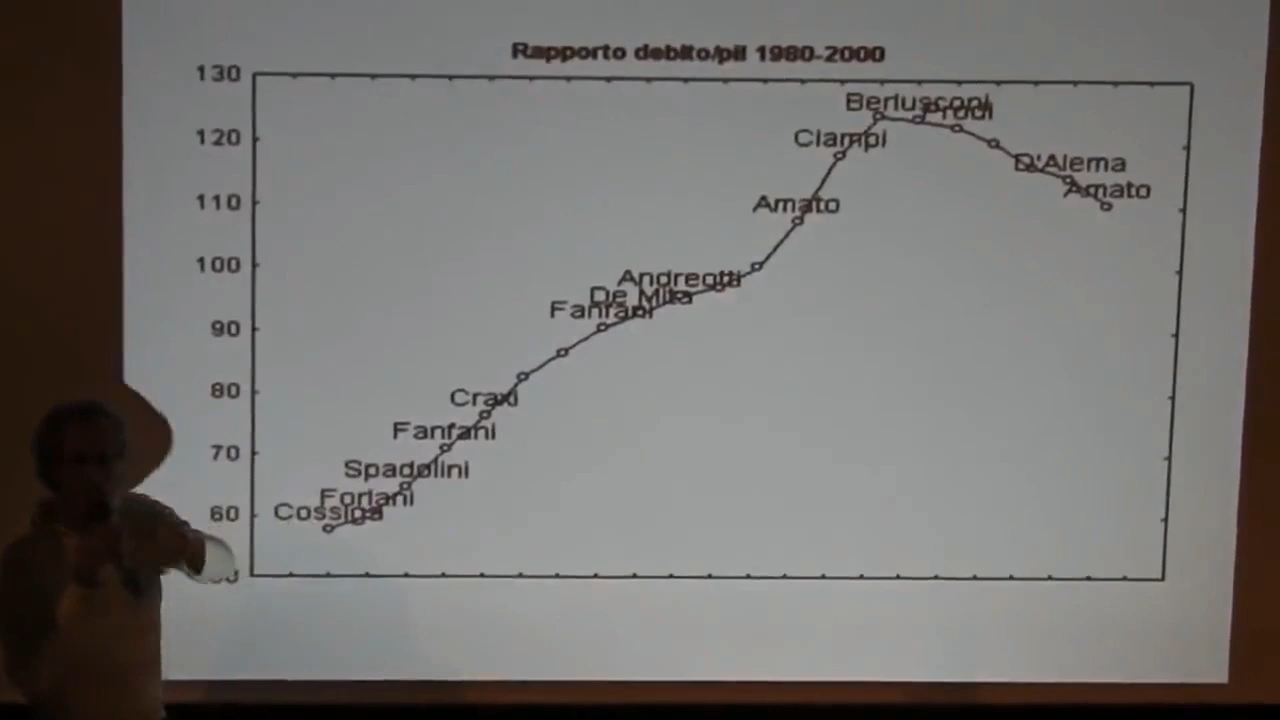 Rapporto debito/pil 1980-2000
130
120
110
100
90
80
70
60
Berlusconi
Prodi
Ciampi
D'Alema
Amato
Amato
Andreotti
De Mita
Fanfani
Craxi
Fanfani
Spadolini
Forlani
Cossiga